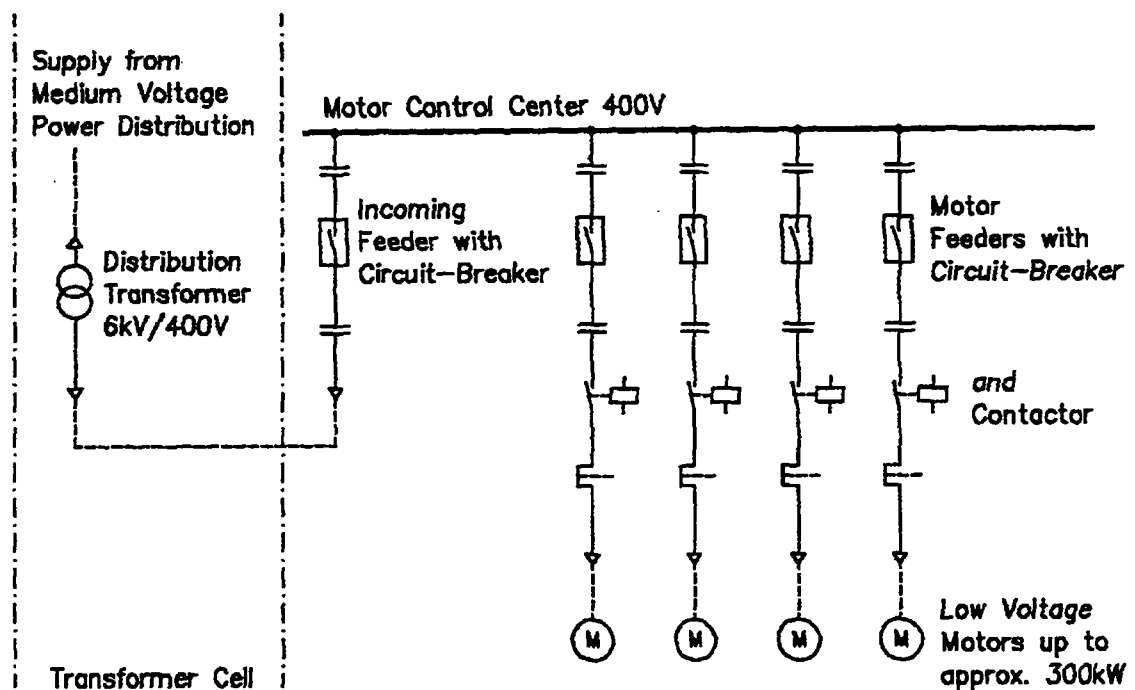 Supply from
Medium Voltage
Power Distribution
Motor Control Center 400V
Incoming
Feeder with
Circuit-Breaker
Motor
Feeders with
Circuit-Breaker
Distribution
Transformer
6kV/400V
and
Contactor
M
M
M
M
Low Voltage
Motors up to
approx. 300kW
Transformer Cell